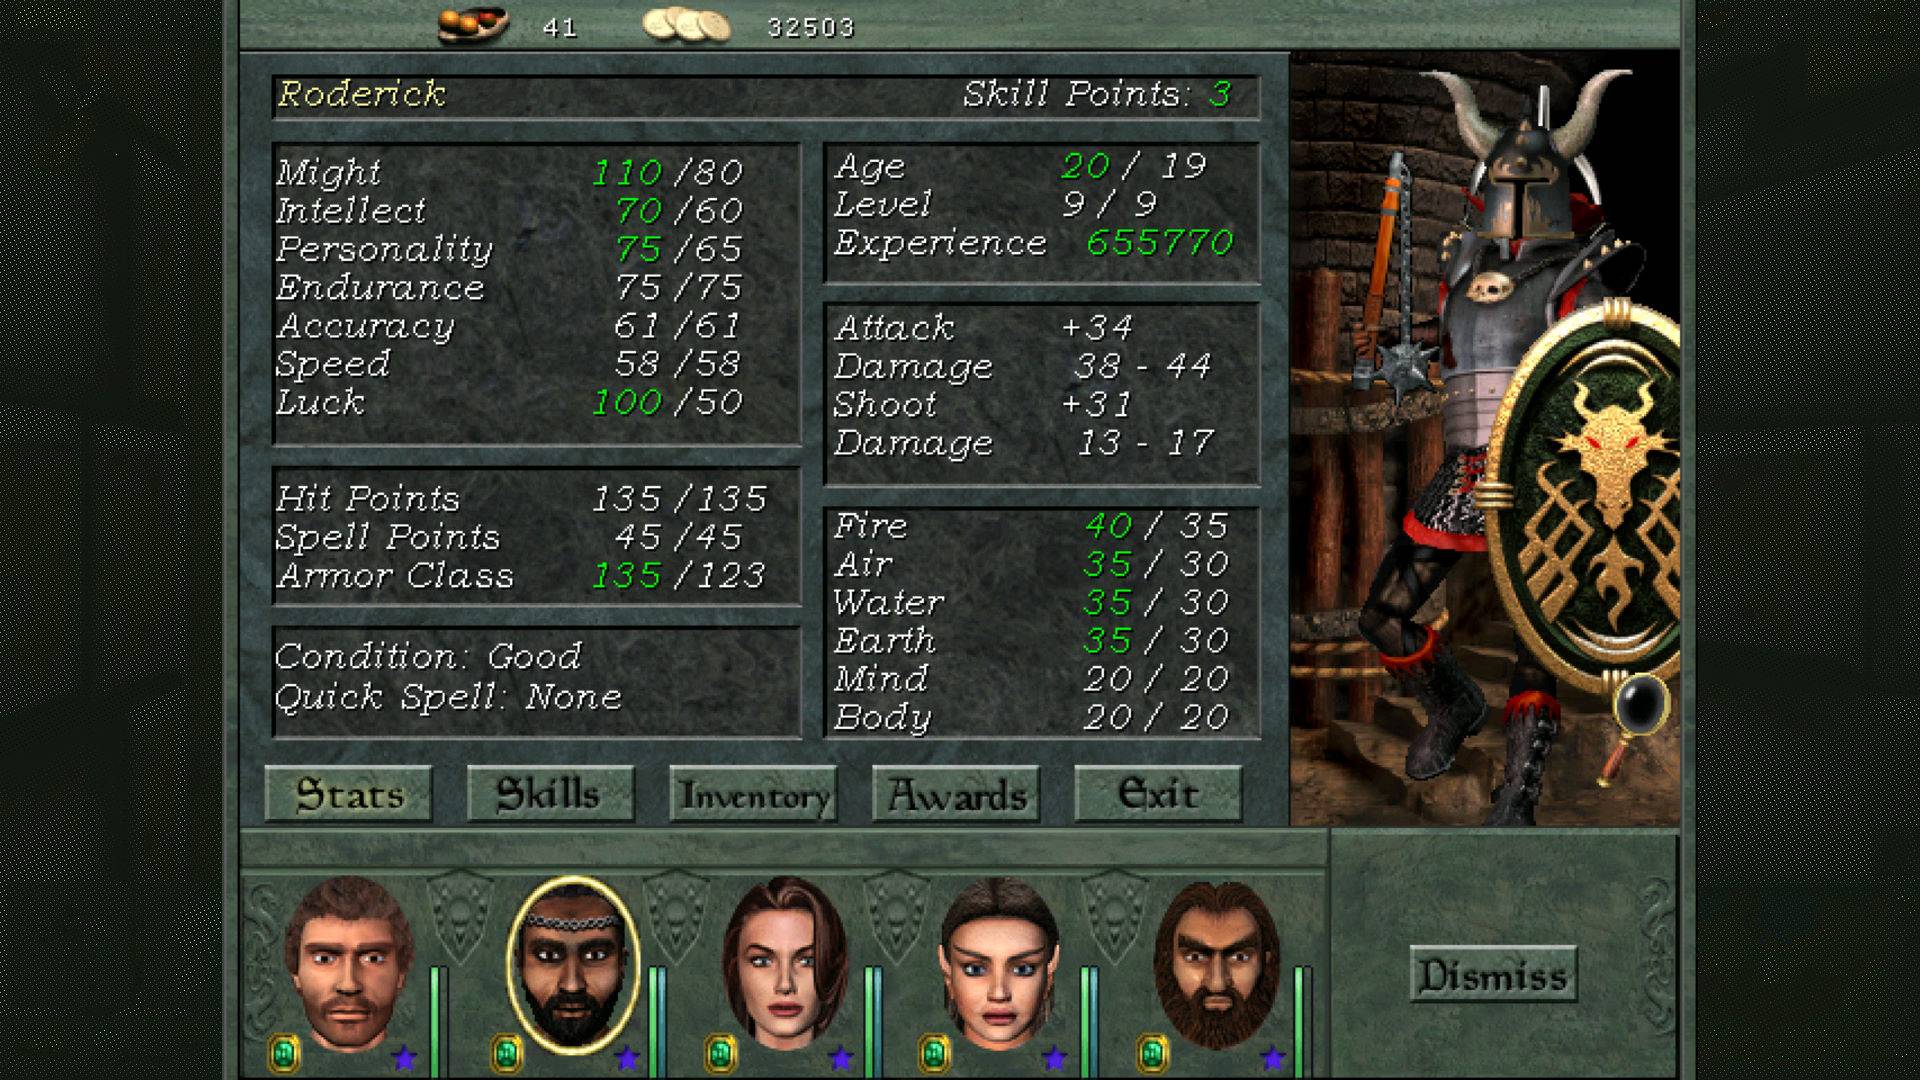 41 32503
Roderick Skill Points: 3
Might 110 /80
Intellect 70 /60
Personality 75 /65
Endurance 75 /75
Accuracy 61 /61
Speed 58 /58
Luck 100 /50
Hit Points 135 /135
Spell Points 45 /45
Armor Class 135 /123
Condition: Good
Quick Spell: None
Age 20 / 19
Level 9 / 9
Experience 655770
Attack +34
Damage 38 - 44
Shoot +31
Damage 13 - 17
Fire 40 / 35
Air 35 / 30
Water 35 / 30
Earth 35 / 30
Mind 20 / 20
Body 20 / 20
Stats Skills Inventory Awards Exit
Dismiss